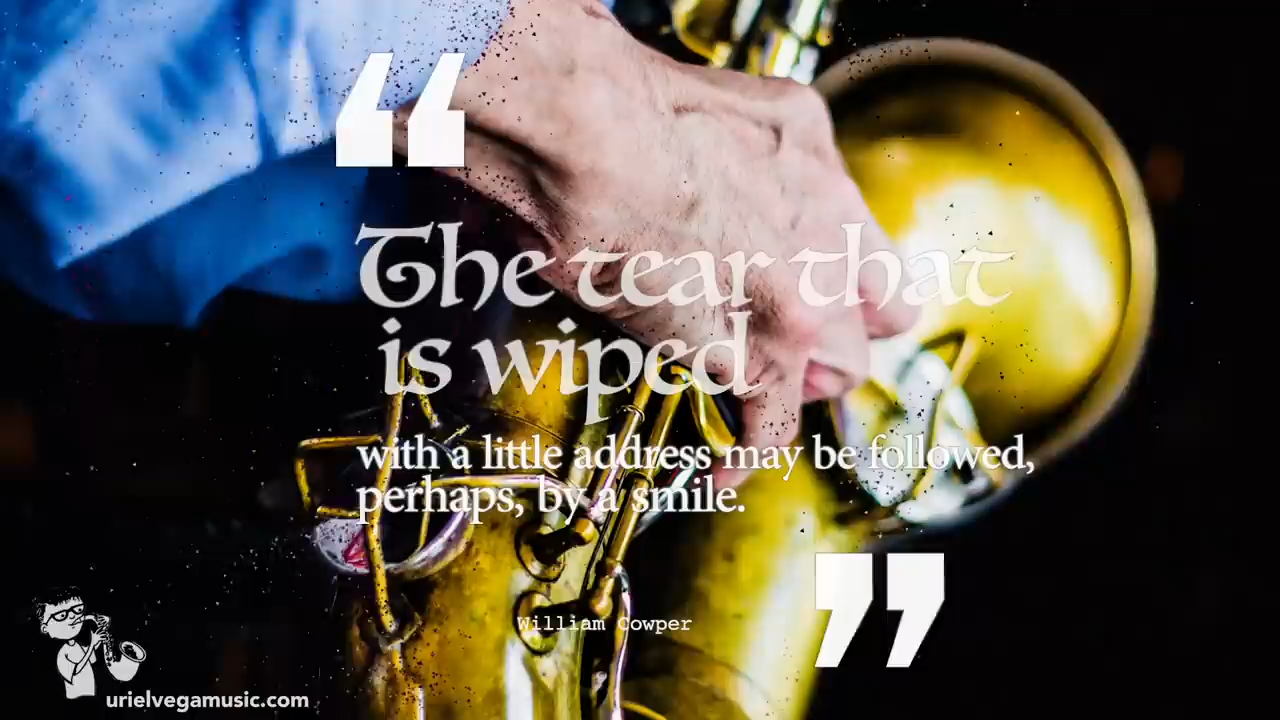 “
The tear that
is wiped
with a little address may be followed,
perhaps, by a smile.
”
William Cowper
urielvegamusic.com